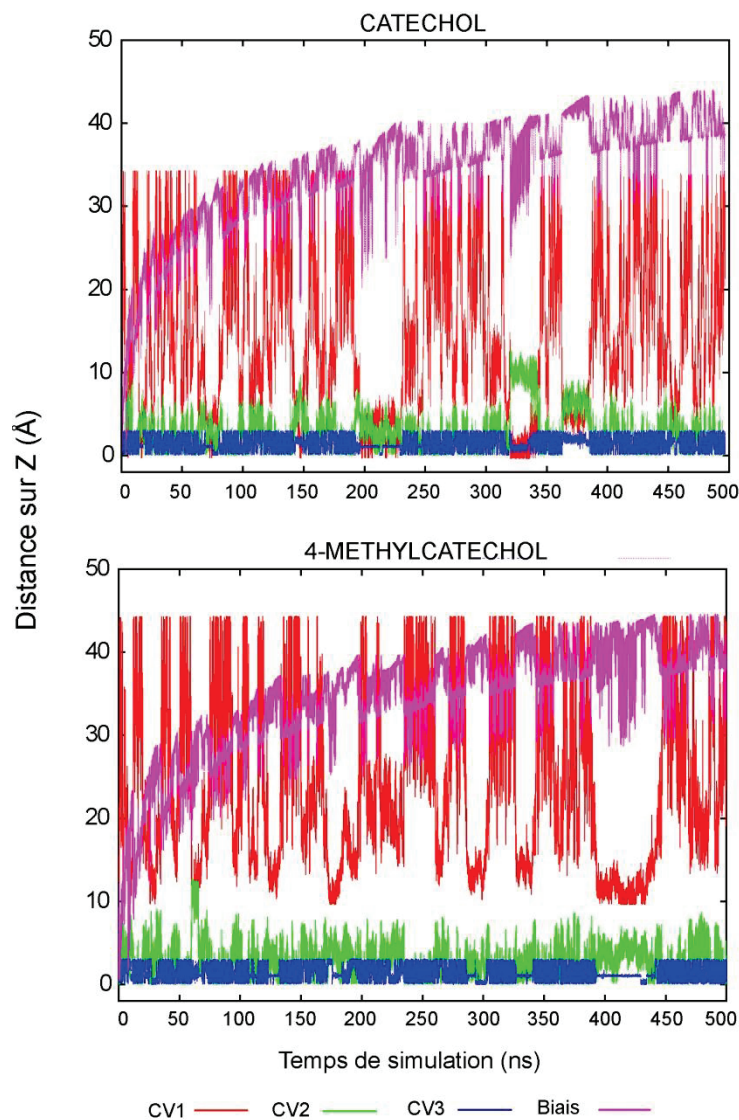 CATECHOL
50
40
30
20
10
0
0 50 100 150 200 250 300 350 400 450 500
Distance sur Z (Å)
4-METHYLCATECHOL
50
40
30
20
10
0
0 50 100 150 200 250 300 350 400 450 500
Temps de simulation (ns)
CV1 CV2 CV3 Biais